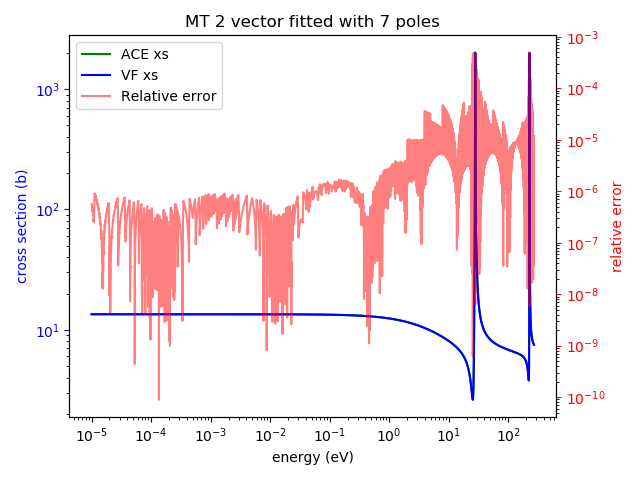 MT 2 vector fitted with 7 poles
ACE xs
VF xs
Relative error
cross section (b)
10³
10²
10¹
relative error
10⁻³
10⁻⁴
10⁻⁵
10⁻⁶
10⁻⁷
10⁻⁸
10⁻⁹
10⁻¹⁰
10⁻⁵ 10⁻⁴ 10⁻³ 10⁻² 10⁻¹ 10⁰ 10¹ 10²
energy (eV)